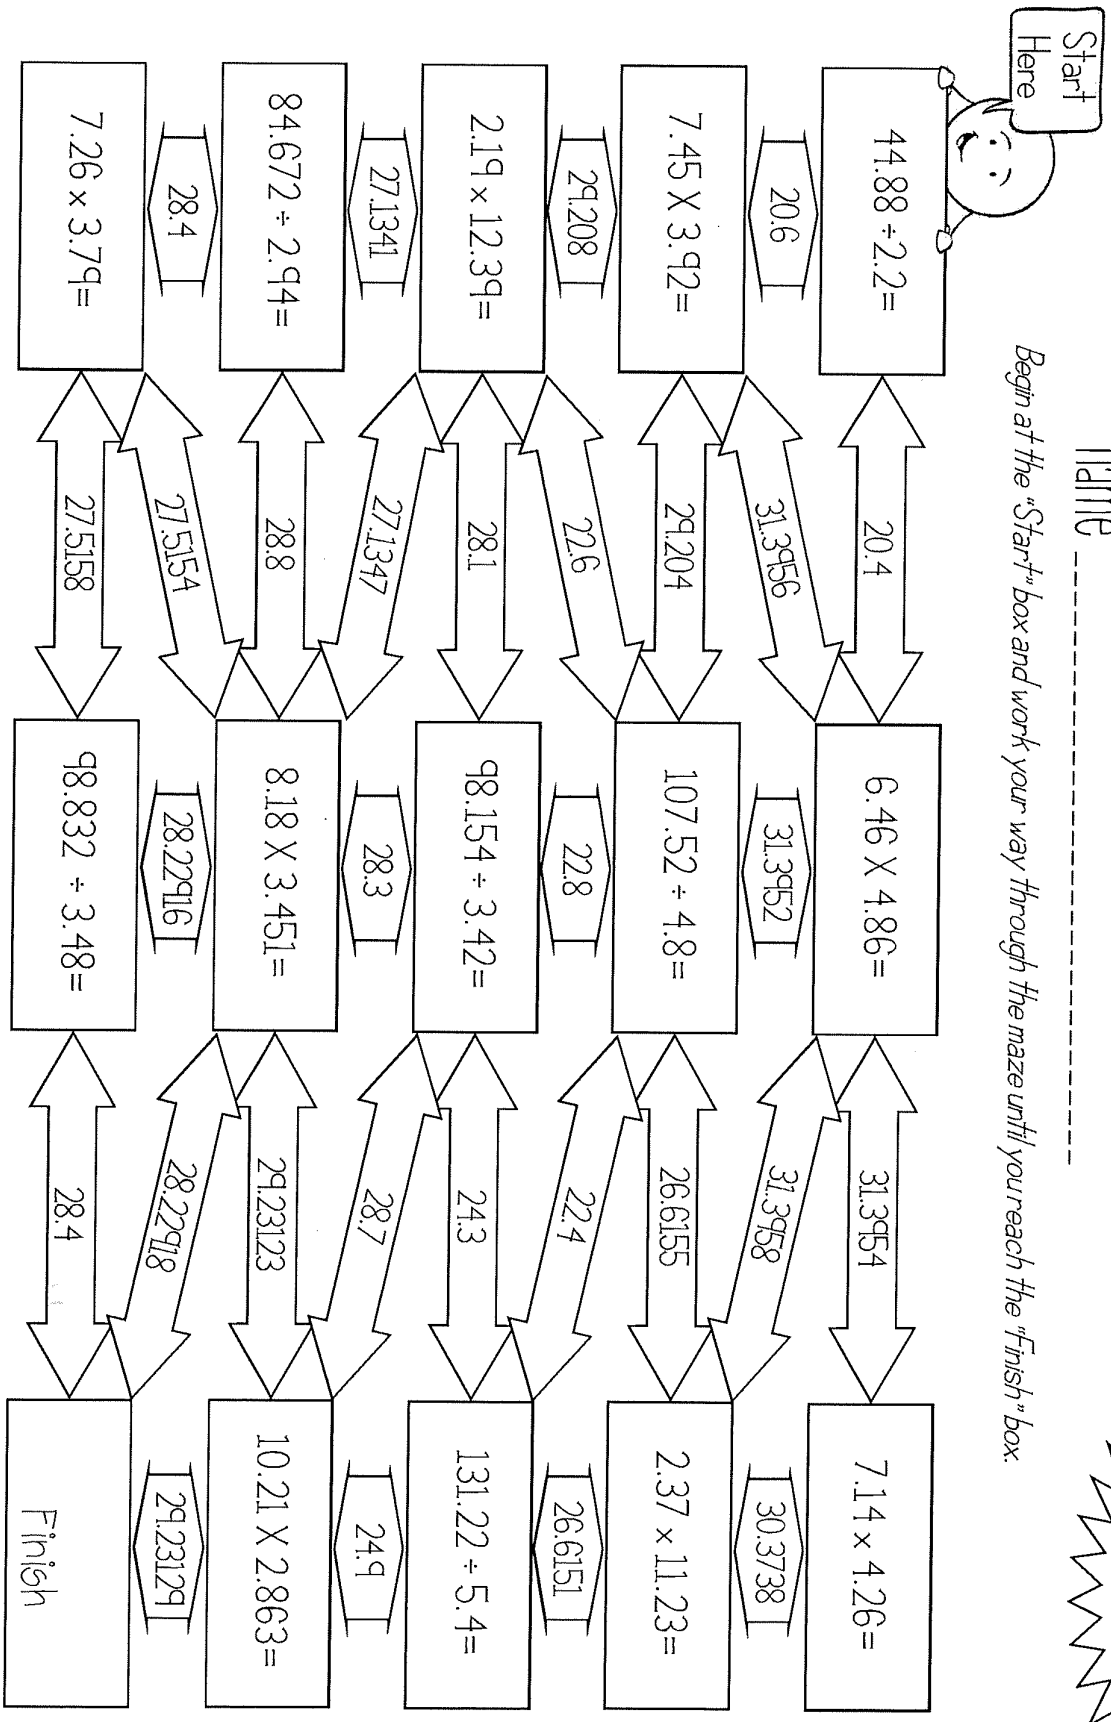 Name
Start
Here
Begin at the "Start" box and work your way through the maze until you reach the "Finish" box.
44.88 ÷ 2.2=
20.4
6.46 X 4.86=
31.3954
7.14 x 4.26=
20.6
31.3956
31.3952
31.3958
30.3738
7.45 X 3.92=
29.204
107.52 ÷ 4.8=
26.6155
2.37 x 11.23=
29.208
22.6
22.8
22.4
26.6151
2.19 x 12.39=
28.1
98.154 ÷ 3.42=
24.3
131.22 ÷ 5.4=
27.1341
27.1347
28.3
28.7
24.9
84.672 ÷ 2.94=
28.8
8.18 X 3.451=
29.23123
10.21 X 2.863=
28.4
27.5154
28.22916
28.22918
29.23129
7.26 x 3.79=
27.5158
98.832 ÷ 3.48=
28.4
Finish